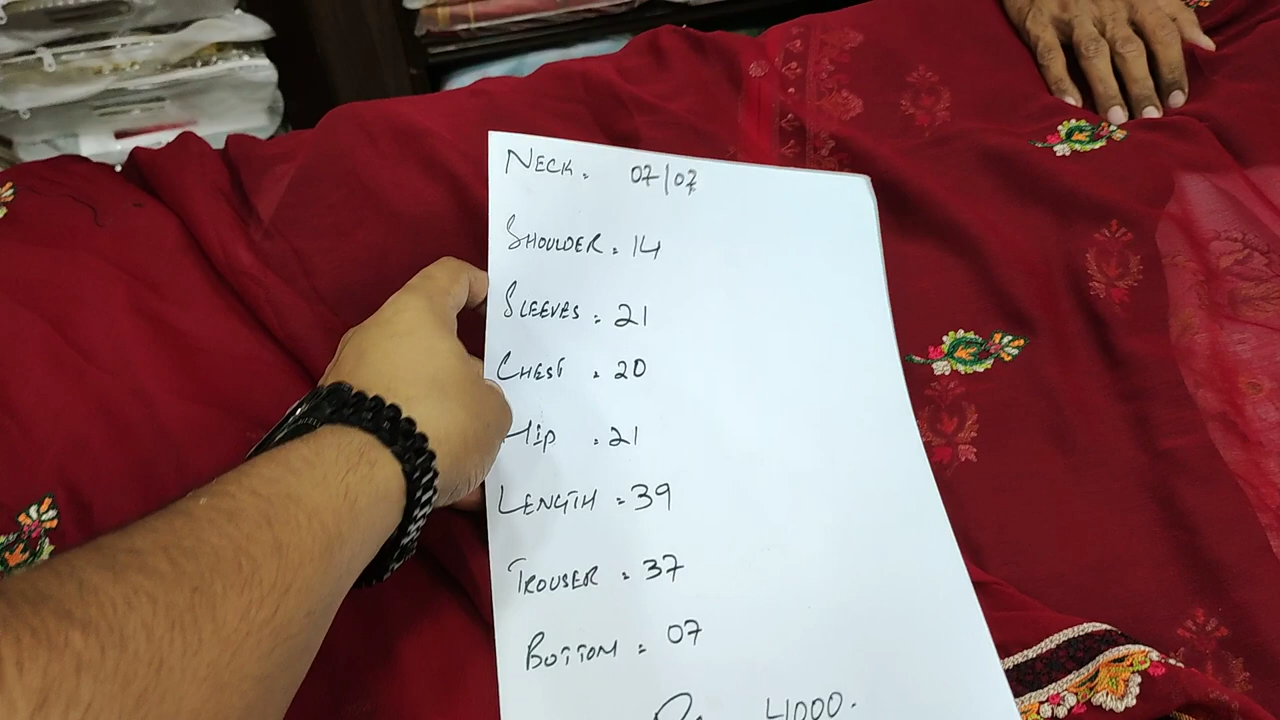 NECK = 07/07
SHOULDER = 14
SLEEVES = 21
CHEST = 20
Hip = 21
LENGTH = 39
TROUSER = 37
BOTTOM = 07
4000.